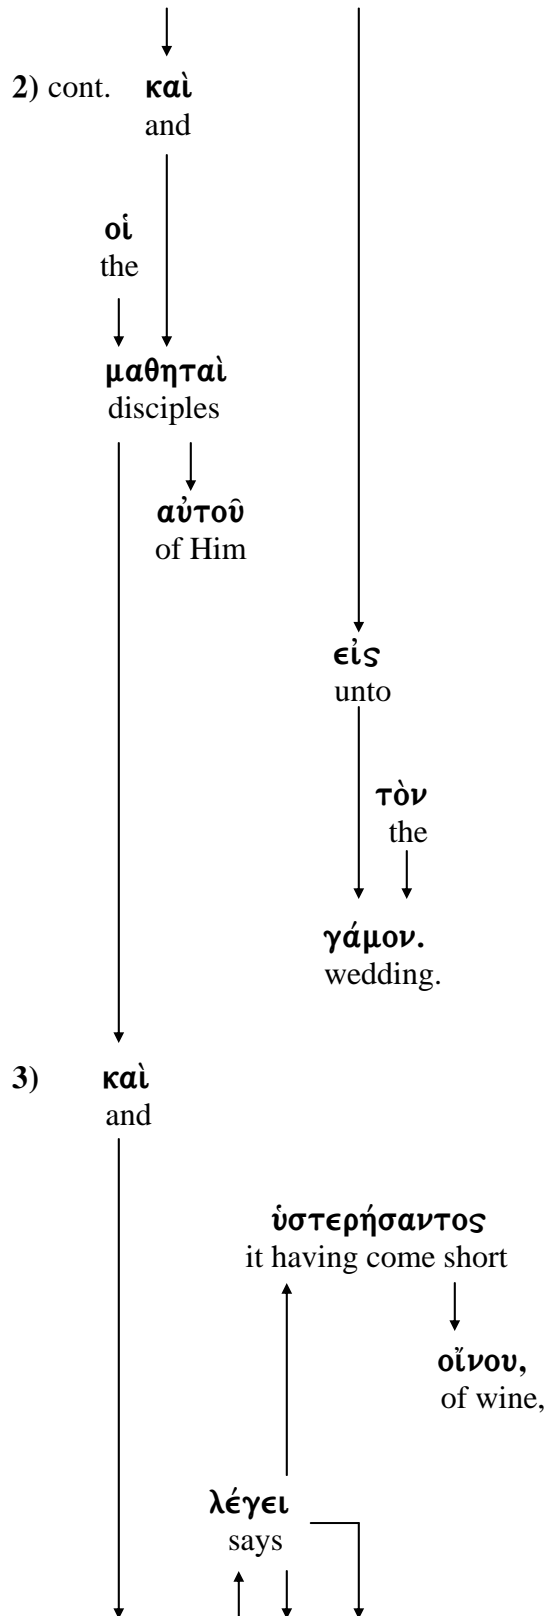 2) cont. καὶ
and
οἱ
the
μαθηταὶ
disciples
αὐτοῦ
of Him
εἰς
unto
τὸν
the
γάμον.
wedding.
3) καὶ
and
ὑστερήσαντος
it having come short
οἴνου,
of wine,
λέγει
says